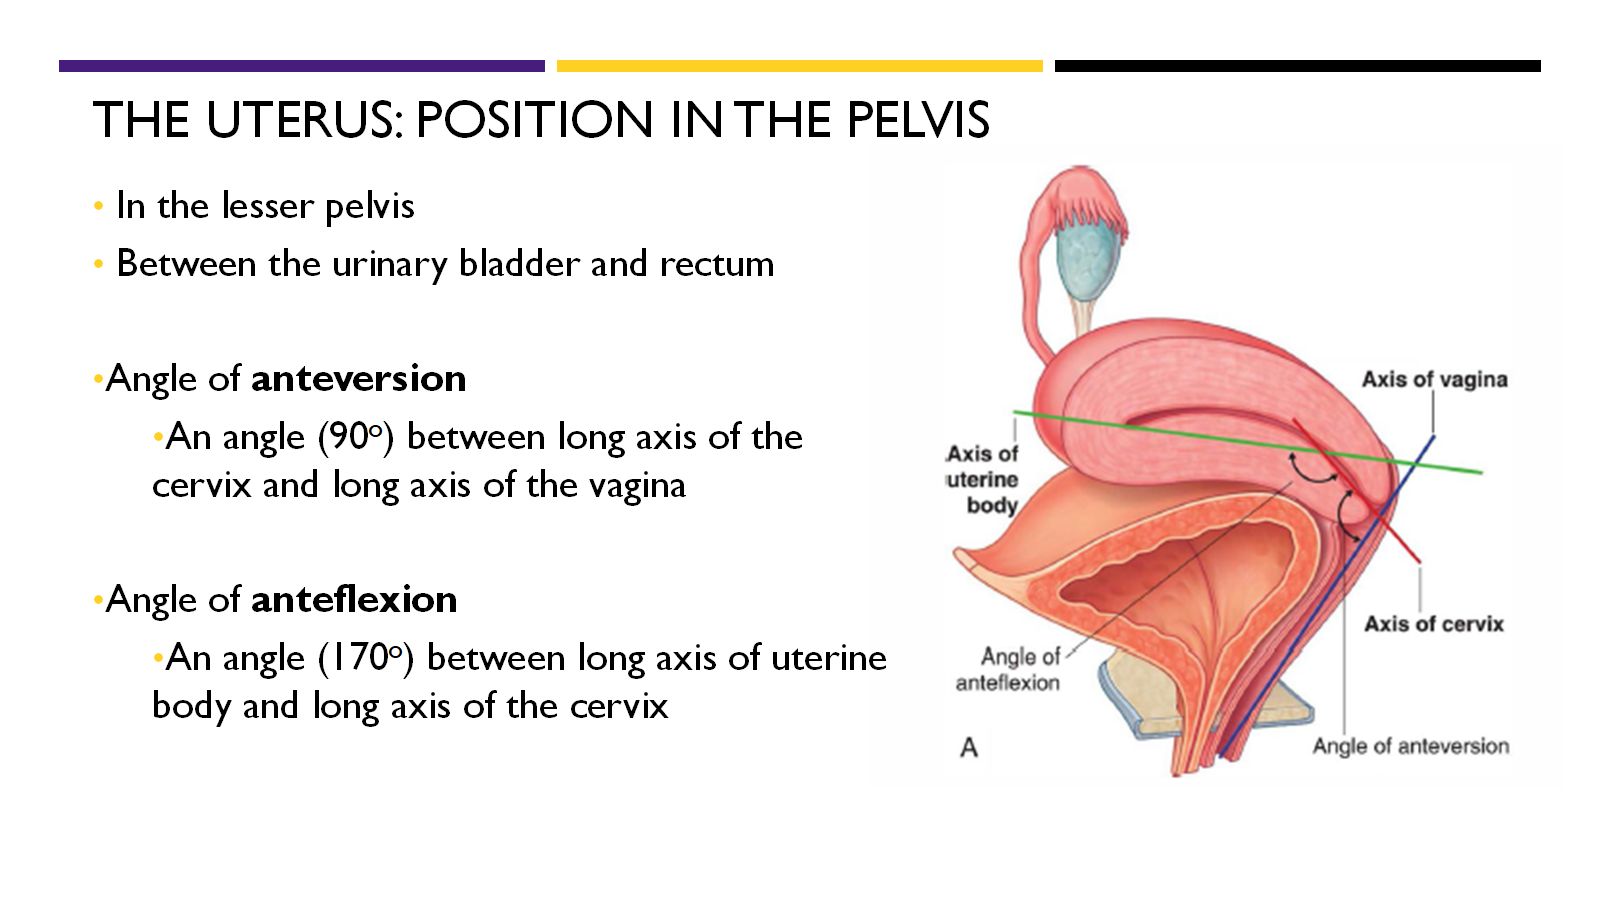 THE UTERUS: POSITION IN THE PELVIS
• In the lesser pelvis
• Between the urinary bladder and rectum
•Angle of anteversion
•An angle (90º) between long axis of the
cervix and long axis of the vagina
•Angle of anteflexion
•An angle (170º) between long axis of uterine
body and long axis of the cervix
Axis of vagina
Axis of
uterine
body
Axis of cervix
Angle of
anteflexion
Angle of anteversion
A